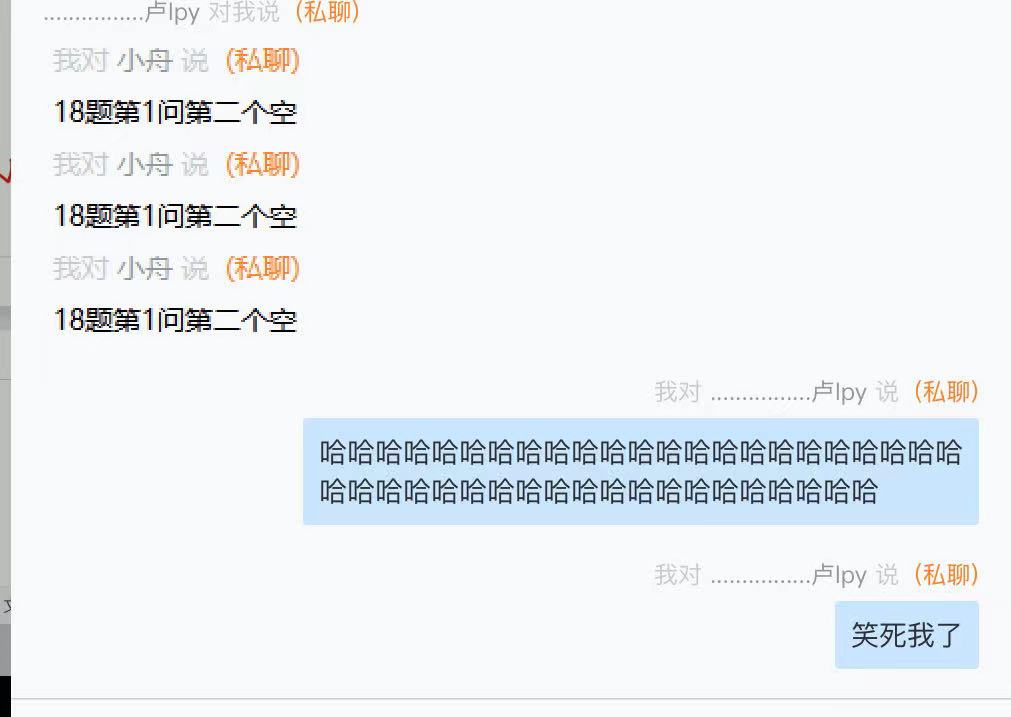 ................卢lpy 对我说 (私聊)
我对 小舟 说 (私聊)
18题第1问第二个空
我对 小舟 说 (私聊)
18题第1问第二个空
我对 小舟 说 (私聊)
18题第1问第二个空
我对 ................卢lpy 说 (私聊)
哈哈哈哈哈哈哈哈哈哈哈哈哈哈哈哈哈哈哈哈哈哈哈
哈哈哈哈哈哈哈哈哈哈哈哈哈哈哈哈哈哈哈哈
我对 ................卢lpy 说 (私聊)
笑死我了